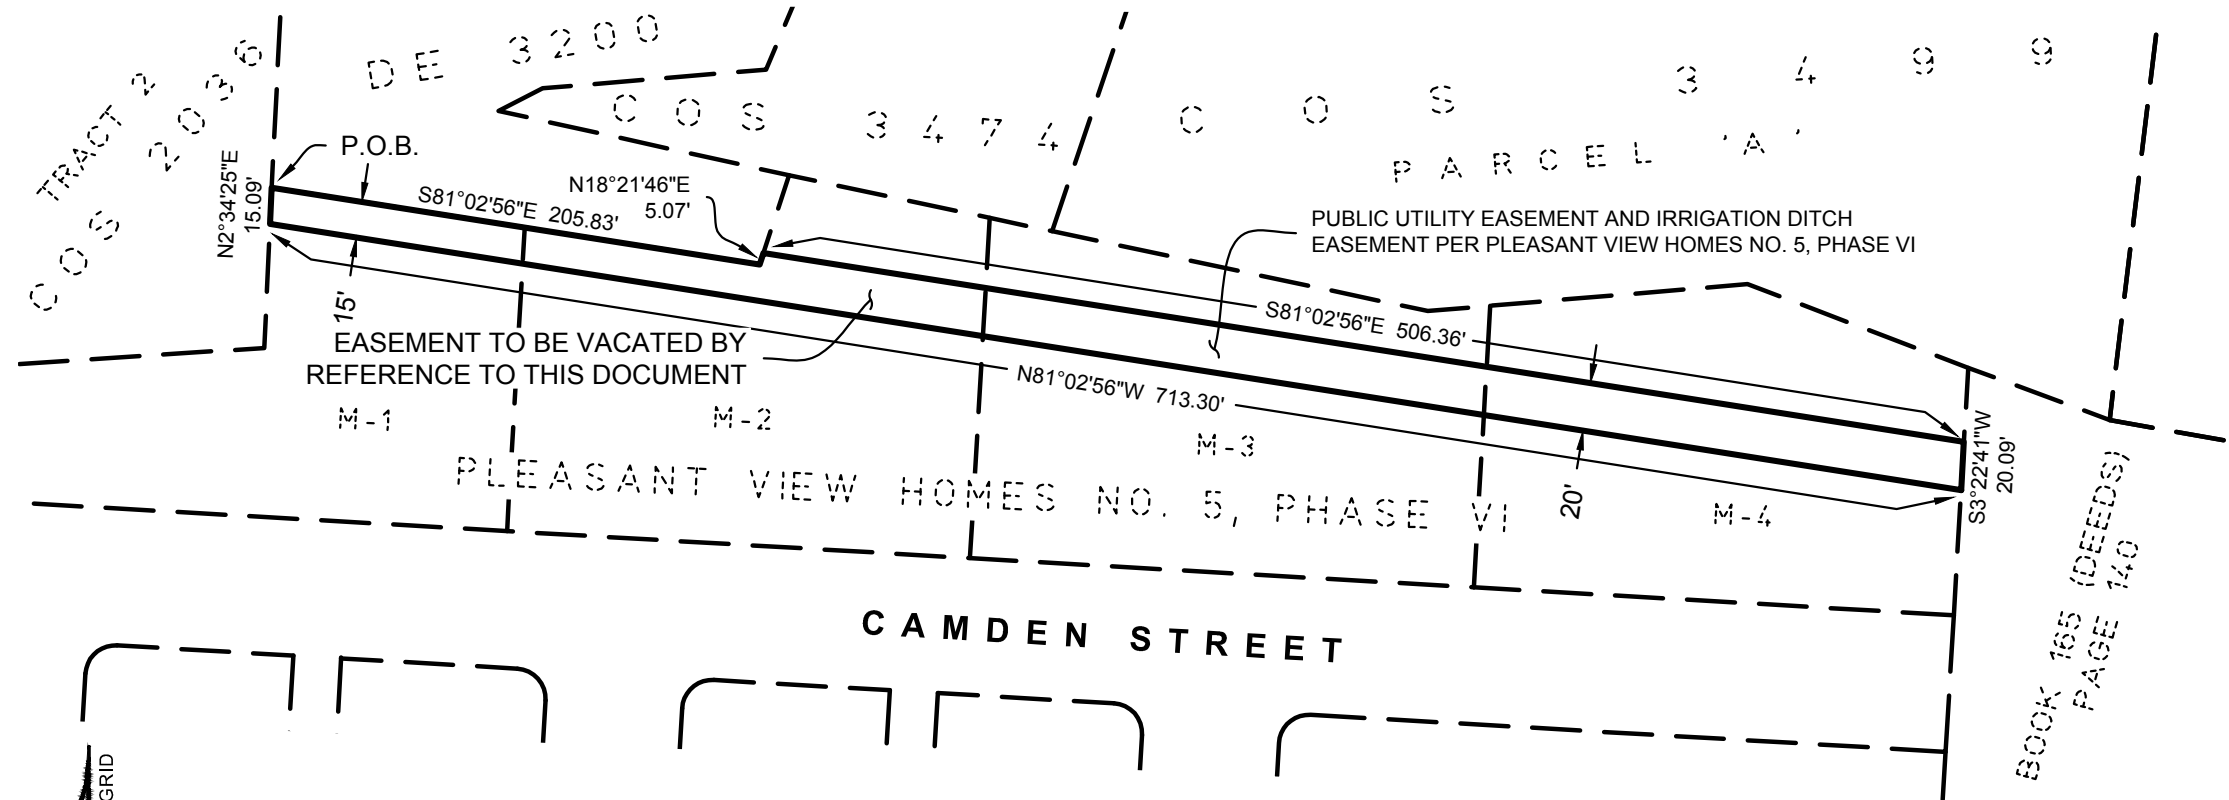 TRACT 2
COS 2036
DE 3200
COS 3474
COS 3499
PARCEL 'A'
P.O.B.
N2°34'25"E
15.09'
S81°02'56"E 205.83'
N18°21'46"E
5.07'
PUBLIC UTILITY EASEMENT AND IRRIGATION DITCH
EASEMENT PER PLEASANT VIEW HOMES NO. 5, PHASE VI
15'
S81°02'56"E 506.36'
EASEMENT TO BE VACATED BY
REFERENCE TO THIS DOCUMENT
N81°02'56"W 713.30'
S3°22'41"W
20.09'
M-1
M-2
M-3
M-4
20'
PLEASANT VIEW HOMES NO. 5, PHASE VI
BOOK 165 (DEEDS)
PAGE 140
CAMDEN STREET
GRID